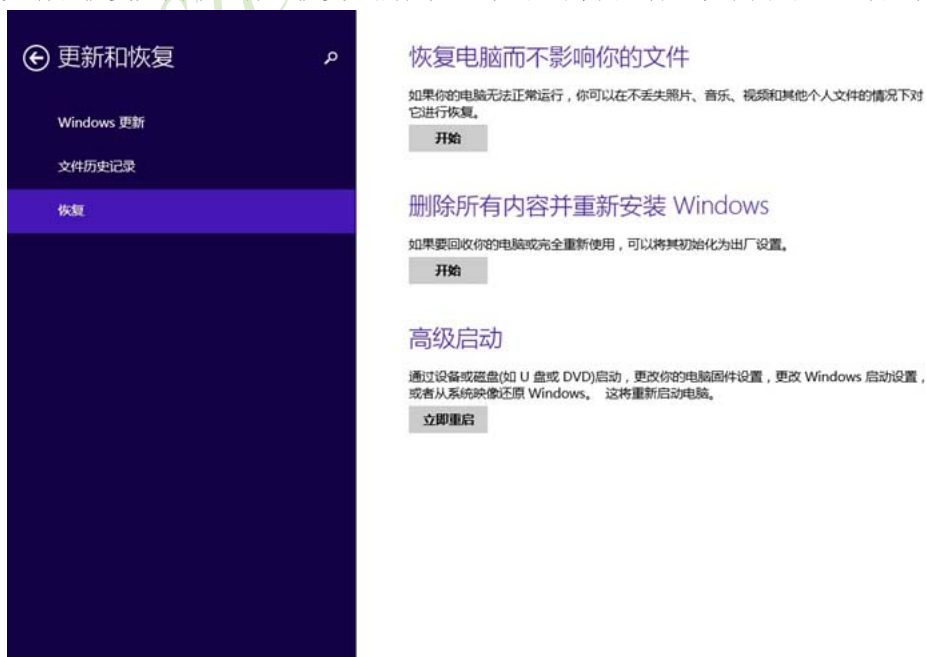 更新和恢复
Windows 更新
文件历史记录
恢复
恢复电脑而不影响你的文件
如果你的电脑无法正常运行，你可以在不丢失照片、音乐、视频和其他个人文件的情况下对
它进行恢复。
开始
删除所有内容并重新安装 Windows
如果要回收你的电脑或完全重新使用，可以将其初始化为出厂设置。
开始
高级启动
通过设备或磁盘(如 U 盘或 DVD)启动，更改你的电脑固件设置，更改 Windows 启动设置，
或者从系统映像还原 Windows。 这将重新启动电脑。
立即重启